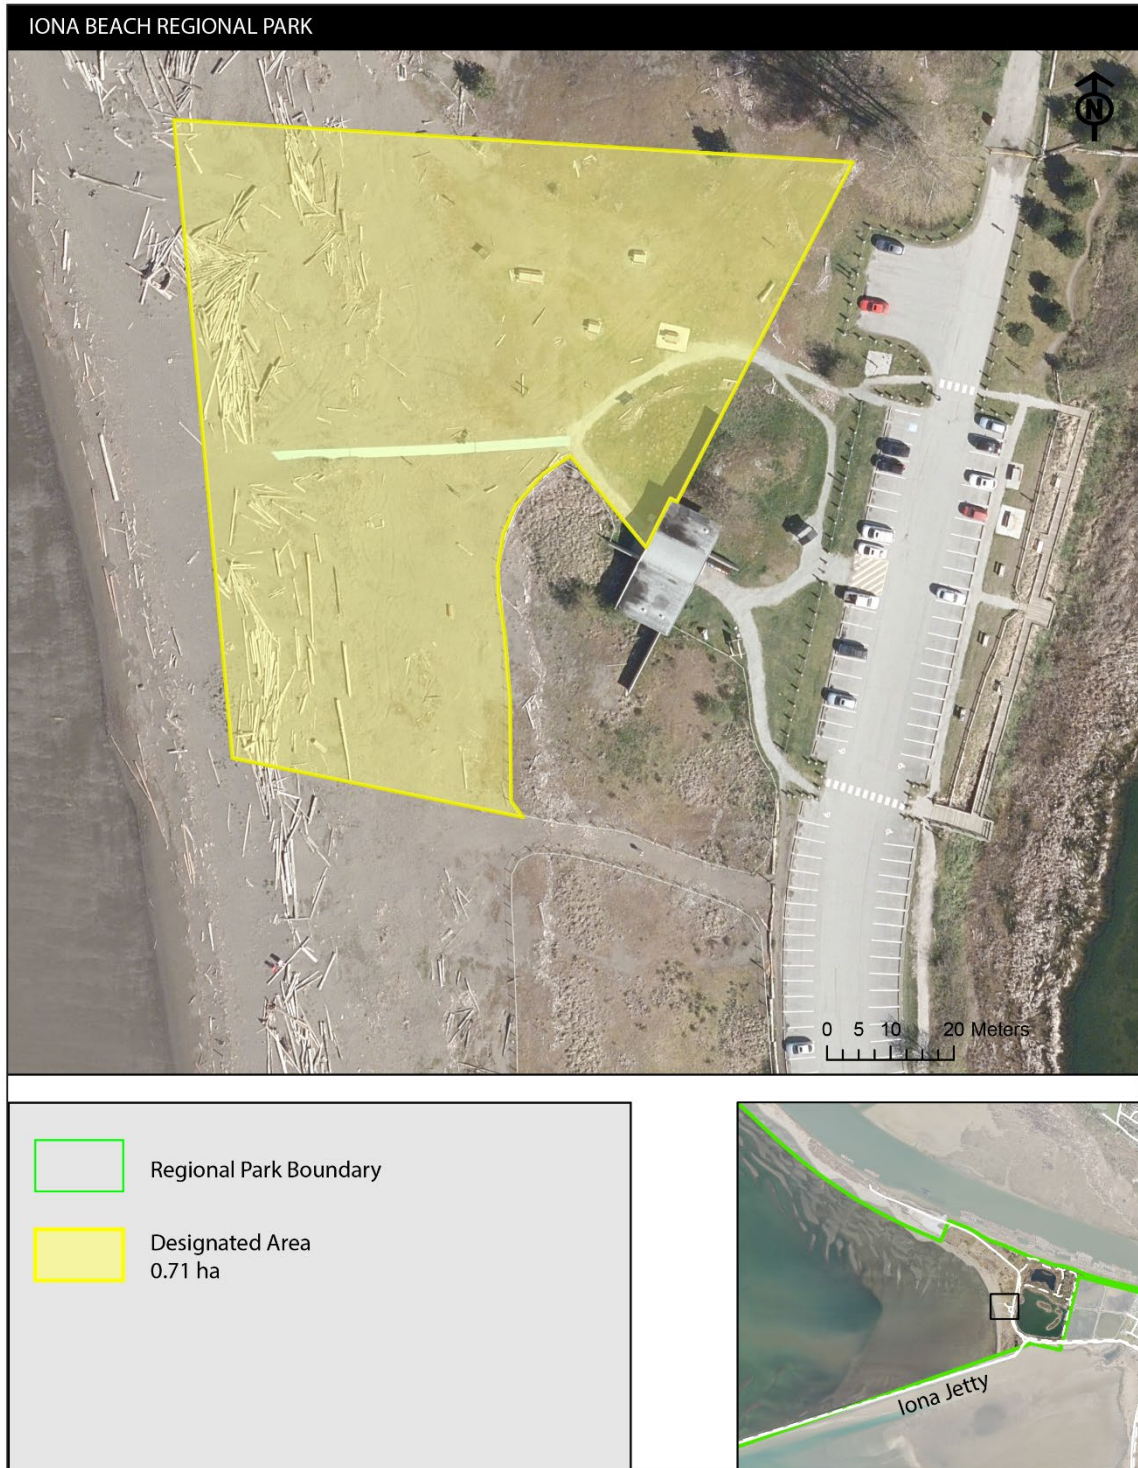 IONA BEACH REGIONAL PARK
N
0 5 10 20 Meters
Regional Park Boundary
Designated Area
0.71 ha
Iona Jetty